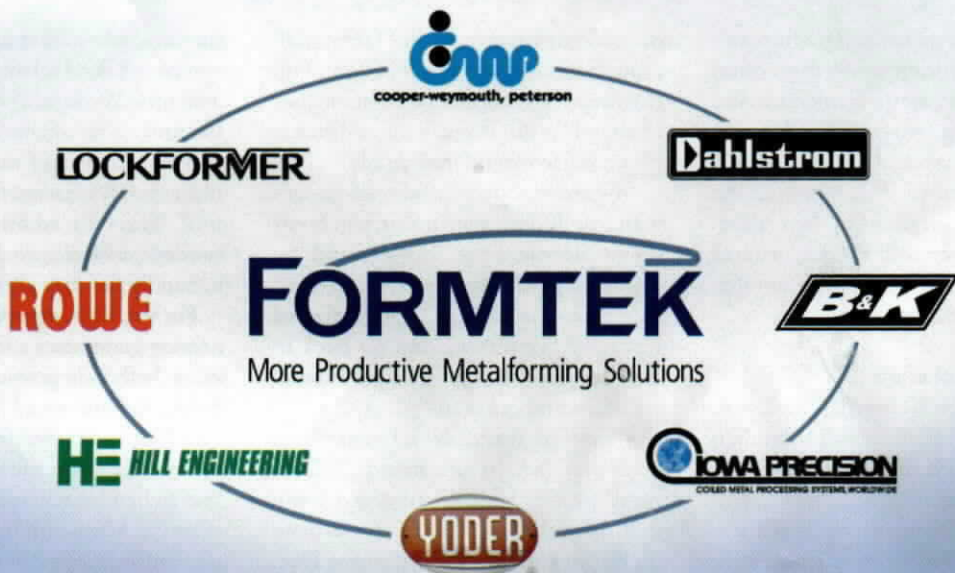 cmp
cooper-weymouth, peterson
LOCKFORMER
Dahlstrom
ROWE
FORMTEK
More Productive Metalforming Solutions
B&K
HE HILL ENGINEERING
IOWA PRECISION
COILED METAL PROCESSING SYSTEMS, WORLDWIDE
YODER